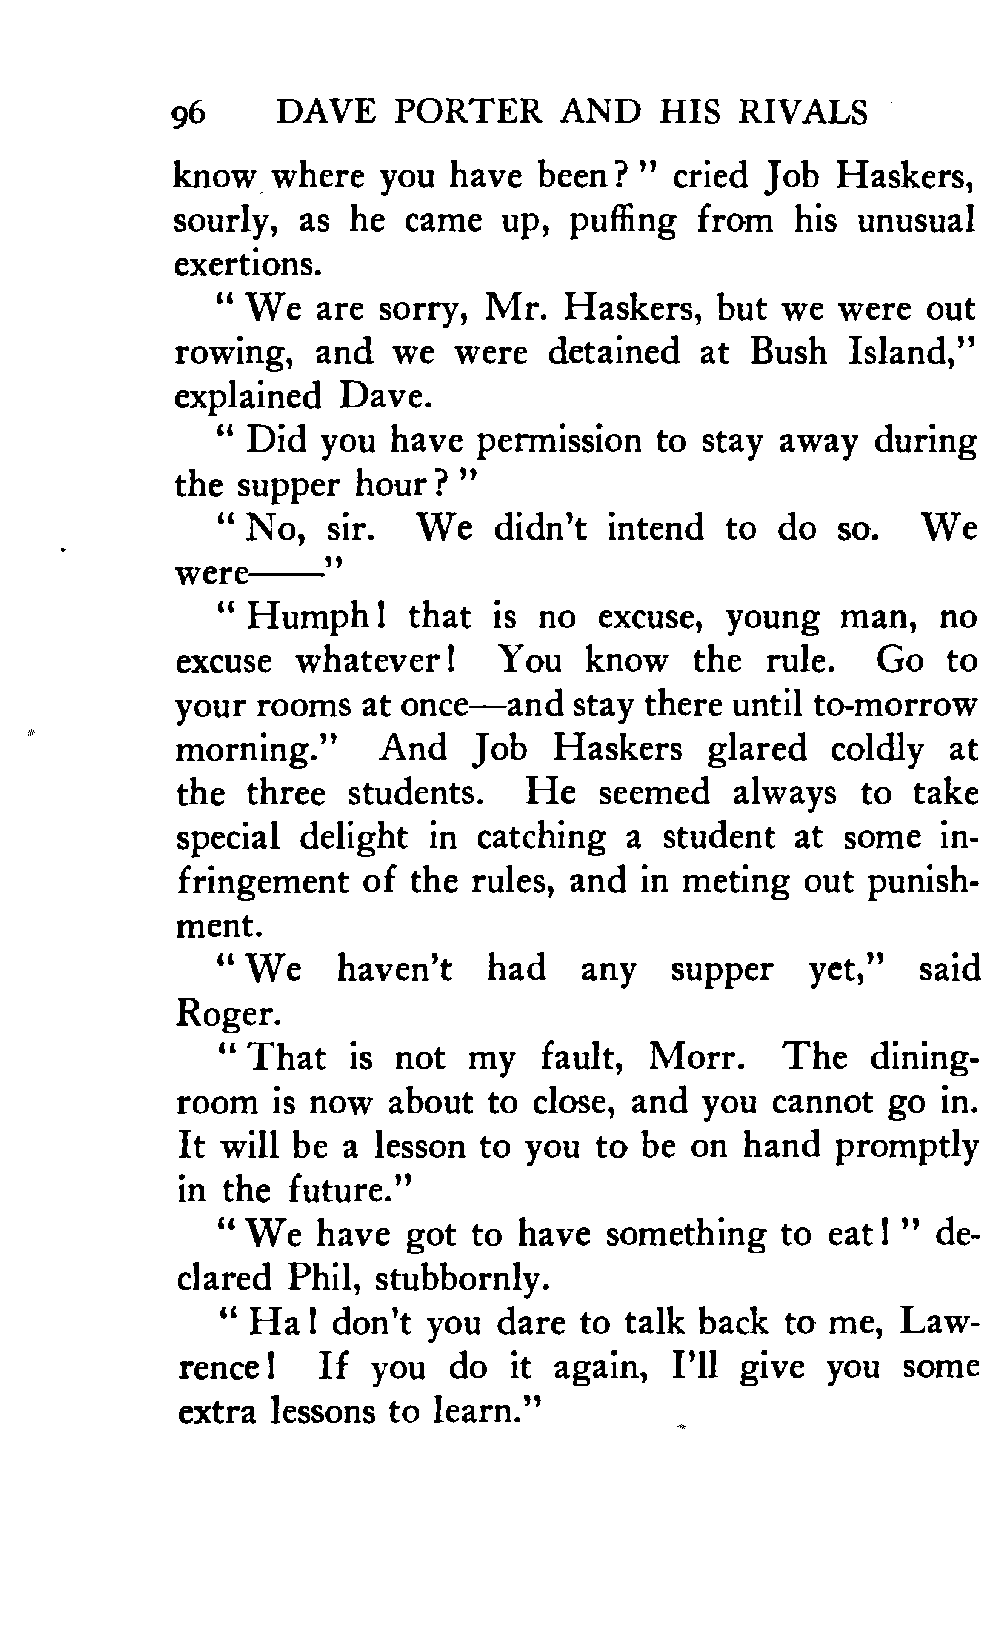 96 DAVE PORTER AND HIS RIVALS
know where you have been?" cried Job Haskers,
sourly, as he came up, puffing from his unusual
exertions.
"We are sorry, Mr. Haskers, but we were out
rowing, and we were detained at Bush Island,"
explained Dave.
"Did you have permission to stay away during
the supper hour?"
"No, sir. We didn't intend to do so. We
were——"
"Humph! that is no excuse, young man, no
excuse whatever! You know the rule. Go to
your rooms at once—and stay there until to-morrow
morning." And Job Haskers glared coldly at
the three students. He seemed always to take
special delight in catching a student at some in-
fringement of the rules, and in meting out punish-
ment.
"We haven't had any supper yet," said
Roger.
"That is not my fault, Morr. The dining-
room is now about to close, and you cannot go in.
It will be a lesson to you to be on hand promptly
in the future."
"We have got to have something to eat!" de-
clared Phil, stubbornly.
"Ha! don't you dare to talk back to me, Law-
rence! If you do it again, I'll give you some
extra lessons to learn."